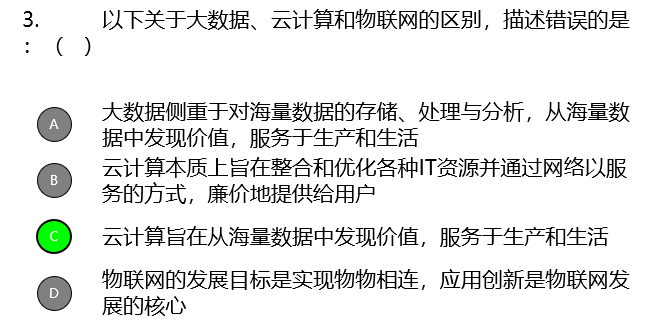 3. 以下关于大数据、云计算和物联网的区别，描述错误的是
：（ ）
A 大数据侧重于对海量数据的存储、处理与分析，从海量数
据中发现价值，服务于生产和生活
B 云计算本质上旨在整合和优化各种IT资源并通过网络以服
务的方式，廉价地提供给用户
C 云计算旨在从海量数据中发现价值，服务于生产和生活
D 物联网的发展目标是实现物物相连，应用创新是物联网发
展的核心